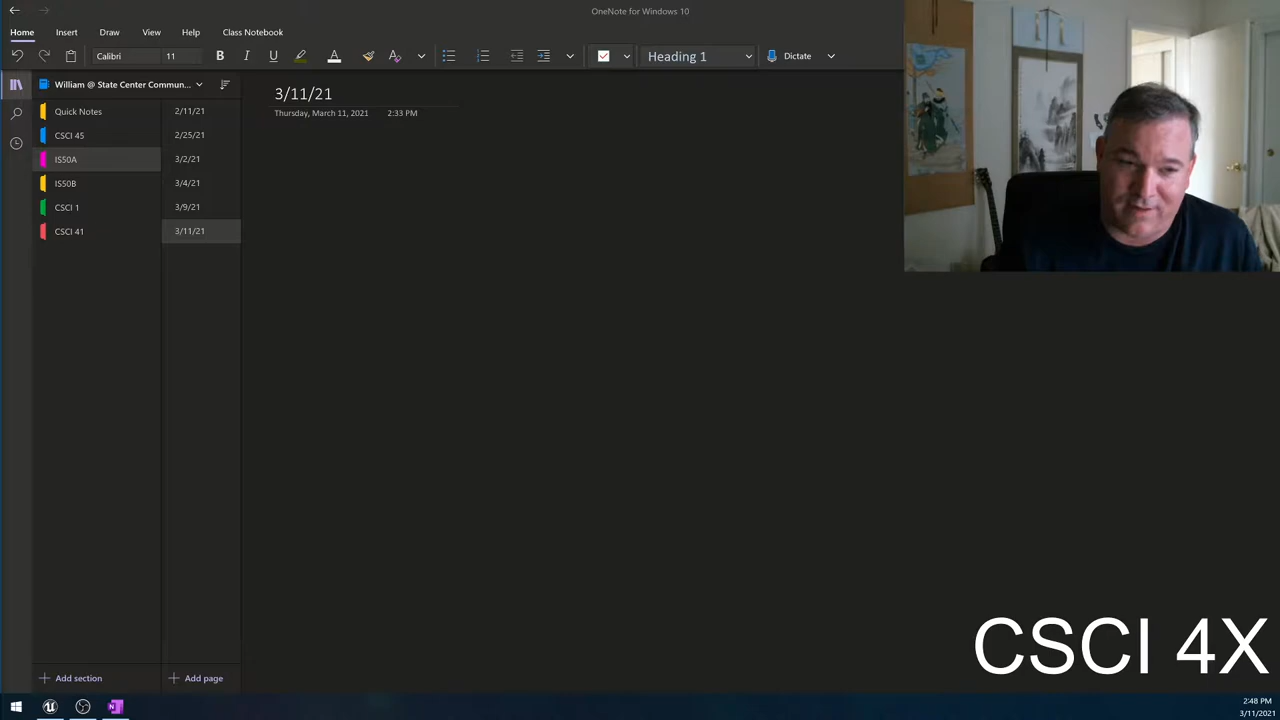 OneNote for Windows 10
Home Insert Draw View Help Class Notebook
Calibri 11 B I U A A Heading 1 Dictate
William @ State Center Commun...
Quick Notes
CSCI 45
IS50A
IS50B
CSCI 1
CSCI 41
2/11/21
2/25/21
3/2/21
3/4/21
3/9/21
3/11/21
3/11/21
Thursday, March 11, 2021 2:33 PM
CSCI 4X
Add section
Add page
2:48 PM
3/11/2021